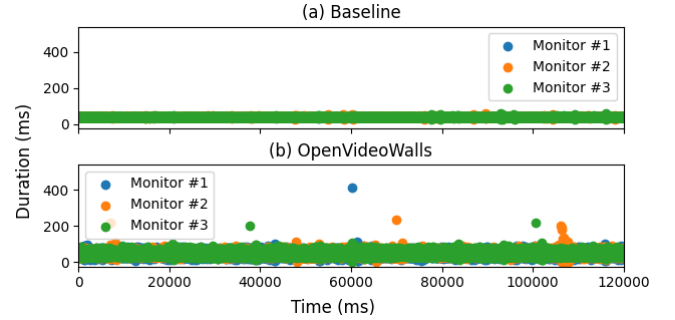 (a) Baseline
400
200
0
Monitor #1
Monitor #2
Monitor #3
Duration (ms)
(b) OpenVideoWalls
400
200
0
Monitor #1
Monitor #2
Monitor #3
0 20000 40000 60000 80000 100000 120000
Time (ms)